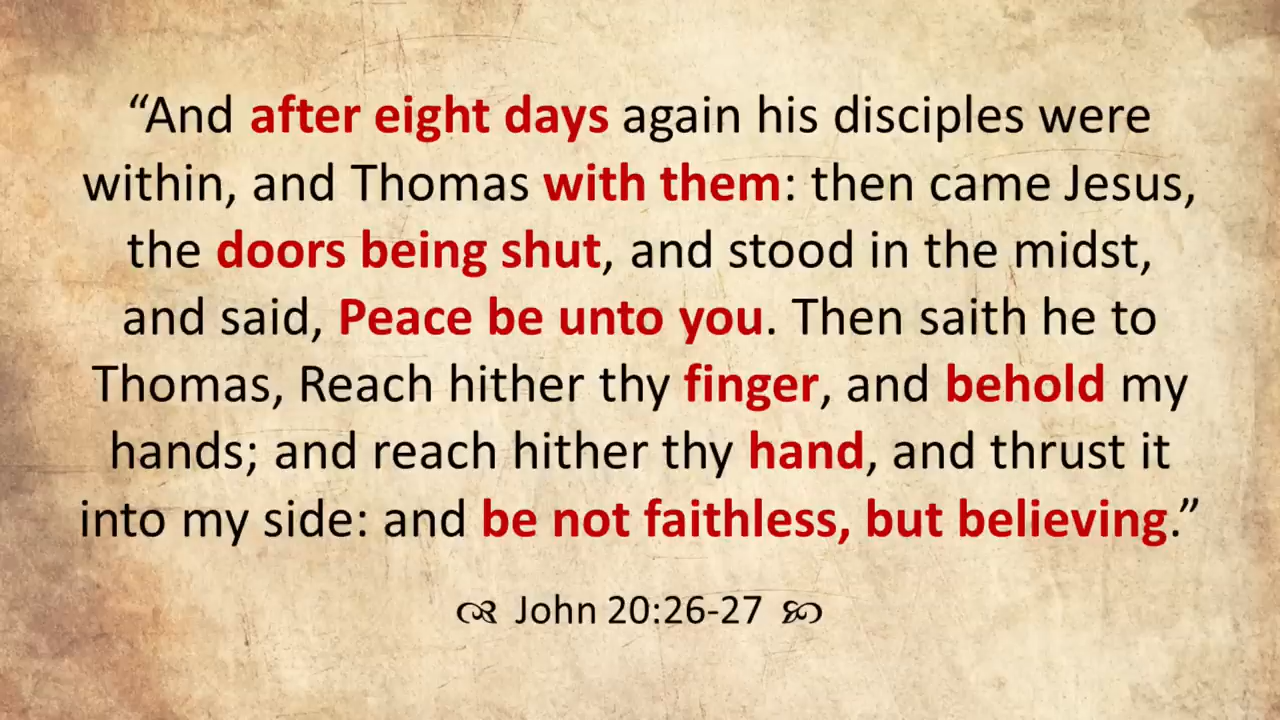 “And after eight days again his disciples were
within, and Thomas with them: then came Jesus,
the doors being shut, and stood in the midst,
and said, Peace be unto you. Then saith he to
Thomas, Reach hither thy finger, and behold my
hands; and reach hither thy hand, and thrust it
into my side: and be not faithless, but believing.”
John 20:26-27